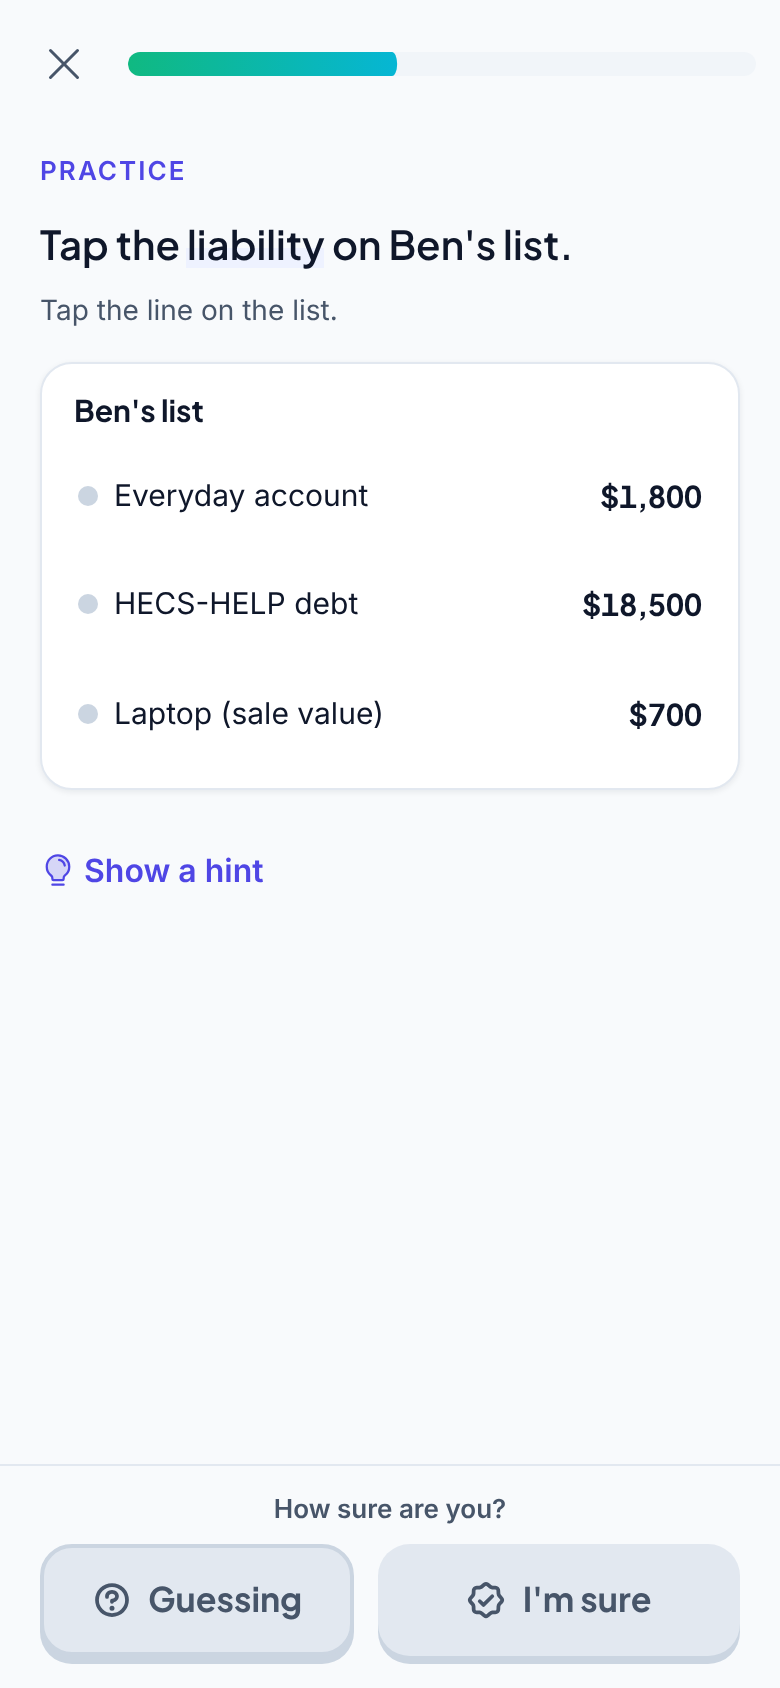 PRACTICE
Tap the liability on Ben's list.
Tap the line on the list.
Ben's list
Everyday account $1,800
HECS-HELP debt $18,500
Laptop (sale value) $700
Show a hint
How sure are you?
Guessing I'm sure